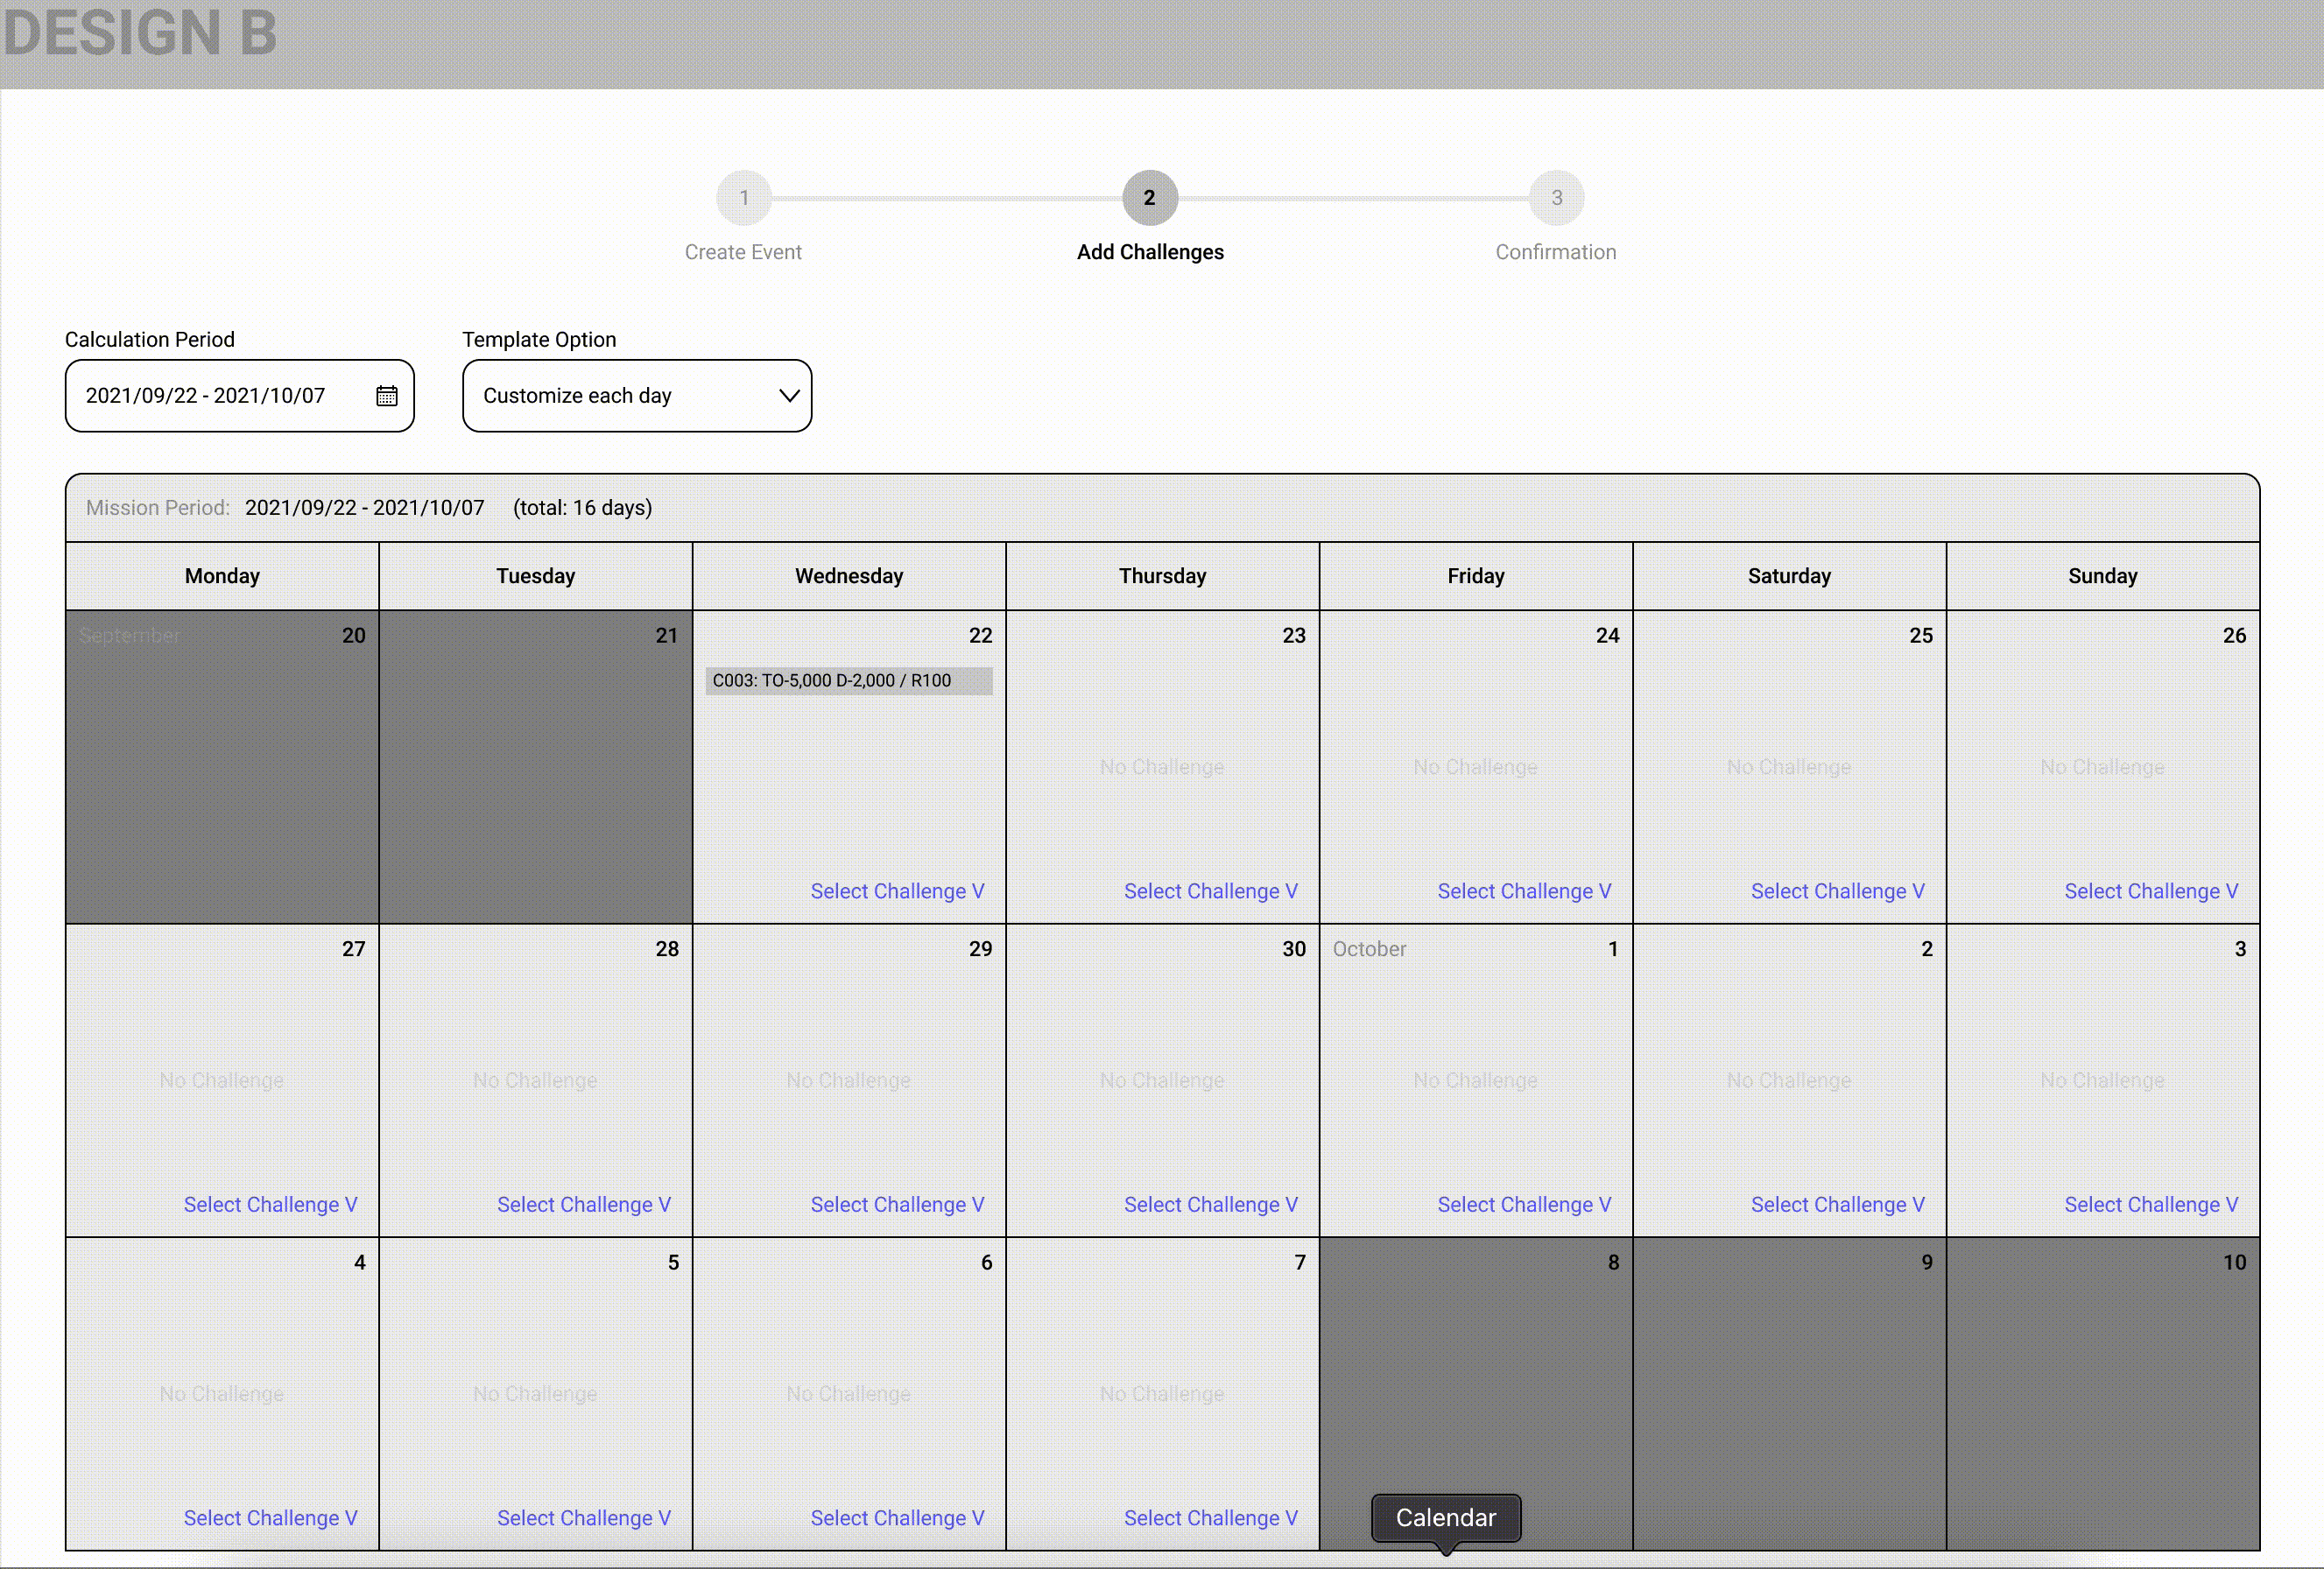 DESIGN B
1 2 3
Create Event Add Challenges Confirmation
Calculation Period Template Option
2021/09/22 - 2021/10/07 Customize each day
Mission Period: 2021/09/22 - 2021/10/07 (total: 16 days)
Monday Tuesday Wednesday Thursday Friday Saturday Sunday
September 20 21 22 23 24 25 26
C003: TO-5,000 D-2,000 / R100
No Challenge No Challenge No Challenge No Challenge
Select Challenge V Select Challenge V Select Challenge V Select Challenge V Select Challenge V
27 28 29 30 October 1 2 3
No Challenge No Challenge No Challenge No Challenge No Challenge No Challenge No Challenge
Select Challenge V Select Challenge V Select Challenge V Select Challenge V Select Challenge V Select Challenge V Select Challenge V
4 5 6 7 8 9 10
No Challenge No Challenge No Challenge No Challenge
Select Challenge V Select Challenge V Select Challenge V Select Challenge V Calendar